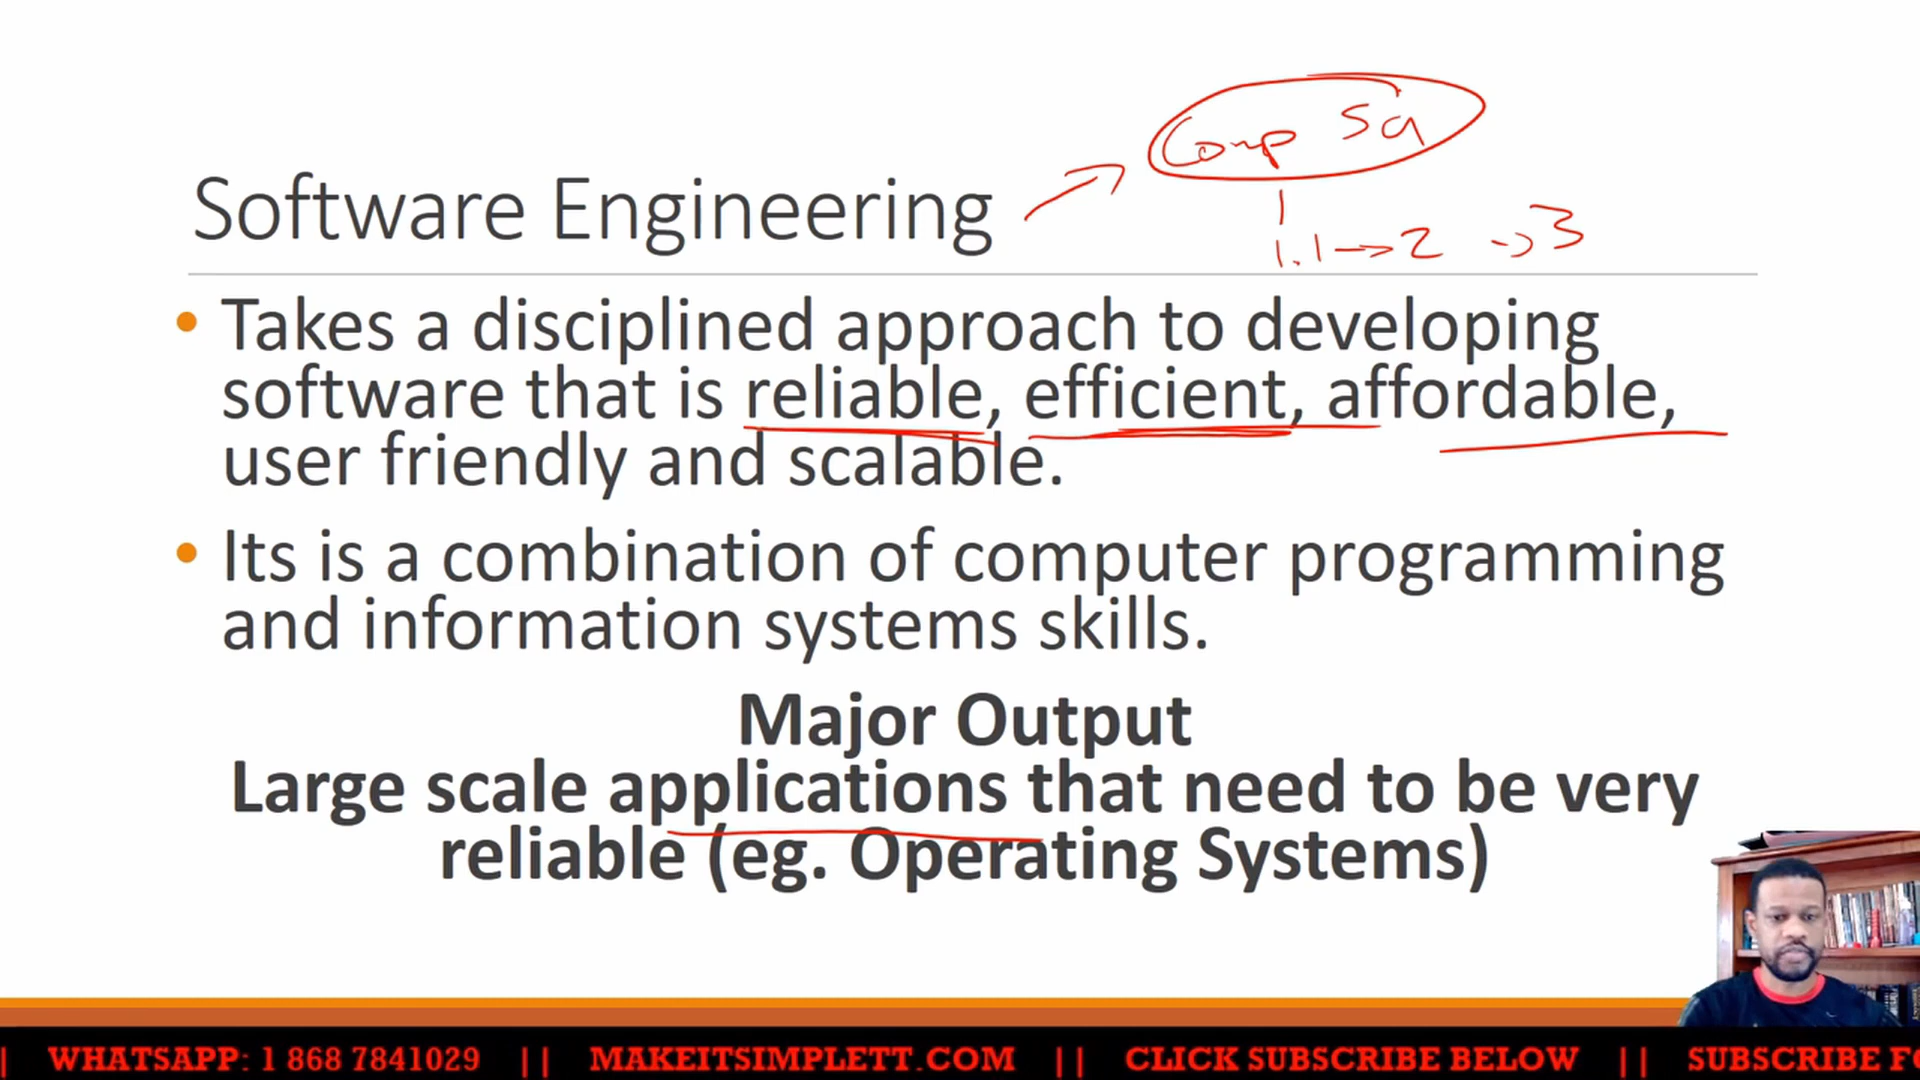 Comp Sci
Software Engineering
1.1 → 2 → 3
• Takes a disciplined approach to developing
software that is reliable, efficient, affordable,
user friendly and scalable.
• Its is a combination of computer programming
and information systems skills.
Major Output
Large scale applications that need to be very
reliable (eg. Operating Systems)
| WHATSAPP: 1 868 7841029 || MAKEITSIMPLETT.COM || CLICK SUBSCRIBE BELOW || SUBSCRIBE FO